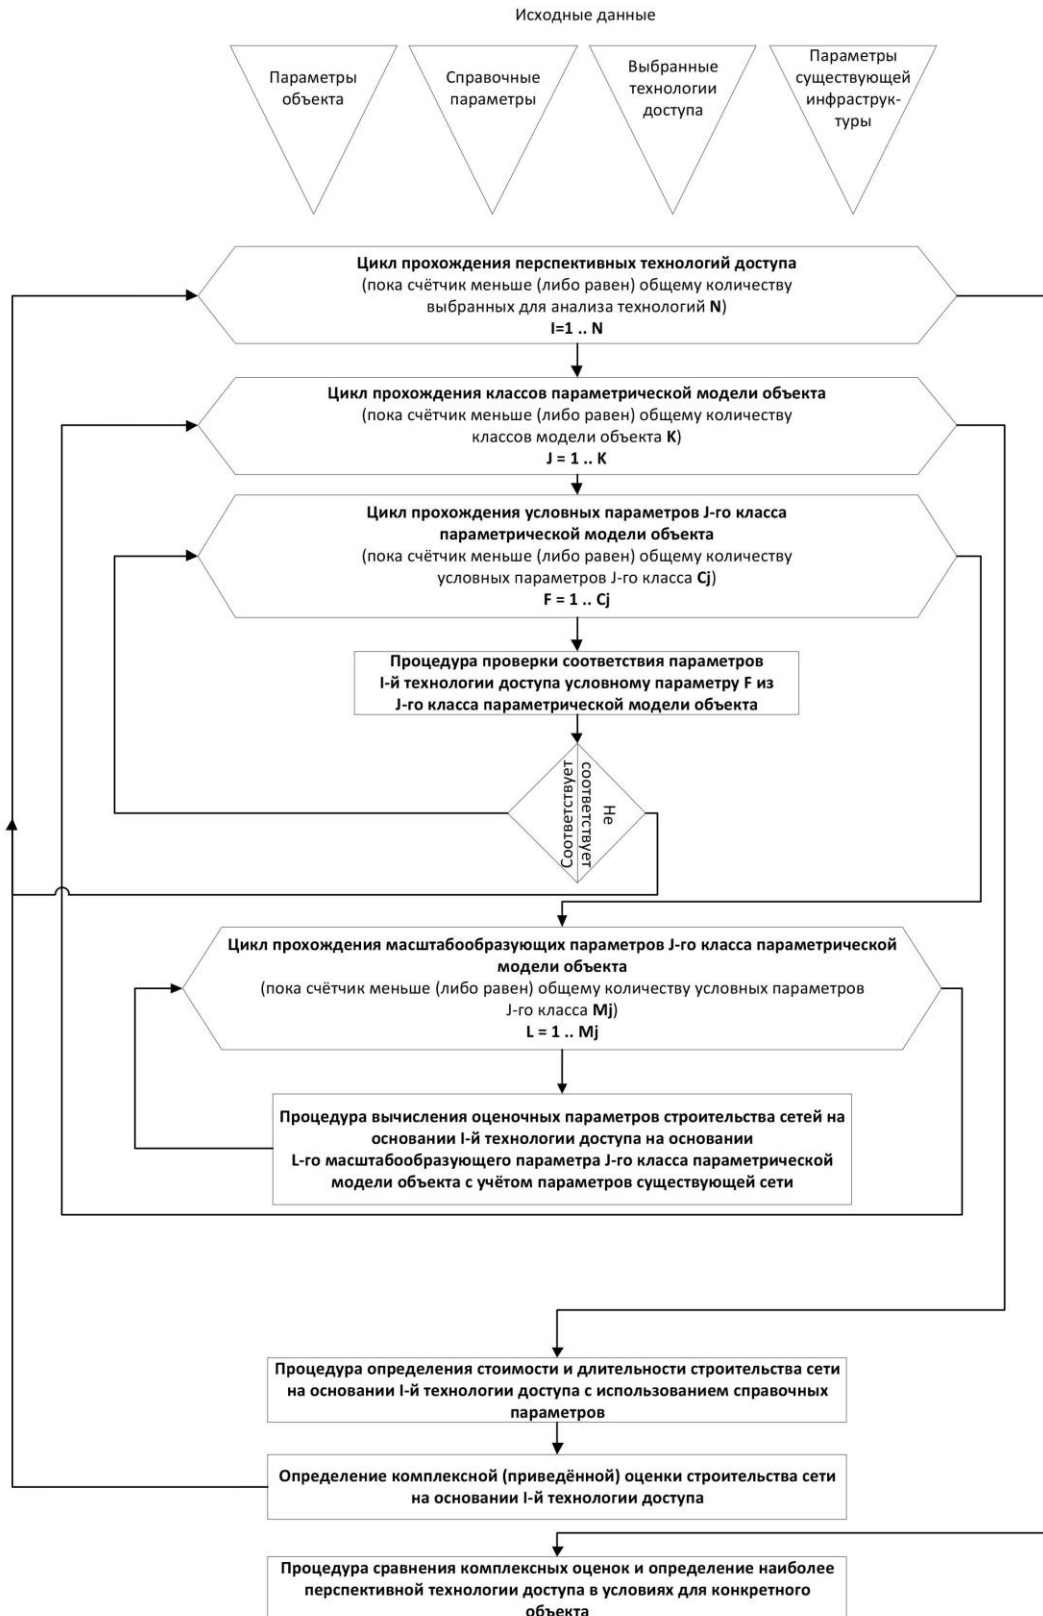 Исходные данные
Параметры
объекта
Справочные
параметры
Выбранные
технологии
доступа
Параметры
существующей
инфраструк-
туры
Цикл прохождения перспективных технологий доступа
(пока счётчик меньше (либо равен) общему количеству
выбранных для анализа технологий N)
I=1 .. N
Цикл прохождения классов параметрической модели объекта
(пока счётчик меньше (либо равен) общему количеству
классов модели объекта K)
J = 1 .. K
Цикл прохождения условных параметров J-го класса
параметрической модели объекта
(пока счётчик меньше (либо равен) общему количеству
условных параметров J-го класса Cj)
F = 1 .. Cj
Процедура проверки соответствия параметров
I-й технологии доступа условному параметру F из
J-го класса параметрической модели объекта
Соответствует
Не
соответствует
Цикл прохождения масштабообразующих параметров J-го класса параметрической
модели объекта
(пока счётчик меньше (либо равен) общему количеству условных параметров
J-го класса Mj)
L = 1 .. Mj
Процедура вычисления оценочных параметров строительства сетей на
основании I-й технологии доступа на основании
L-го масштабообразующего параметра J-го класса параметрической
модели объекта с учётом параметров существующей сети
Процедура определения стоимости и длительности строительства сети
на основании I-й технологии доступа с использованием справочных
параметров
Определение комплексной (приведённой) оценки строительства сети
на основании I-й технологии доступа
Процедура сравнения комплексных оценок и определение наиболее
перспективной технологии доступа в условиях для конкретного
объекта